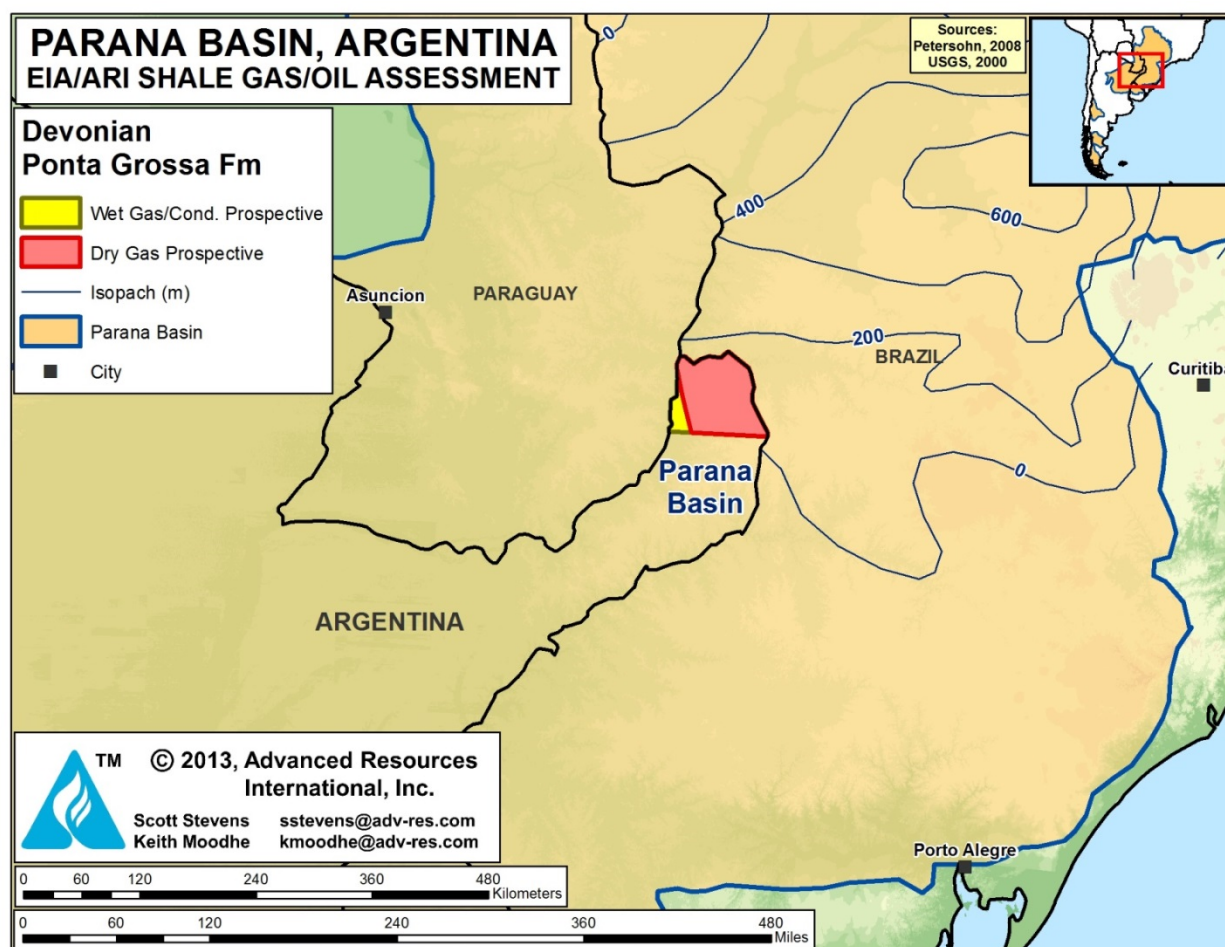 PARANA BASIN, ARGENTINA
EIA/ARI SHALE GAS/OIL ASSESSMENT
Sources:
Petersohn, 2008
USGS, 2000
Devonian
Ponta Grossa Fm
Wet Gas/Cond. Prospective
Dry Gas Prospective
Isopach (m)
Parana Basin
City
0
400
600
Asuncion
PARAGUAY
200
BRAZIL
Curitiba
Parana
Basin
0
ARGENTINA
TM
© 2013, Advanced Resources
International, Inc.
Scott Stevens sstevens@adv-res.com
Keith Moodhe kmoodhe@adv-res.com
Porto Alegre
0 60 120 240 360 480
Kilometers
0 60 120 240 360 480
Miles